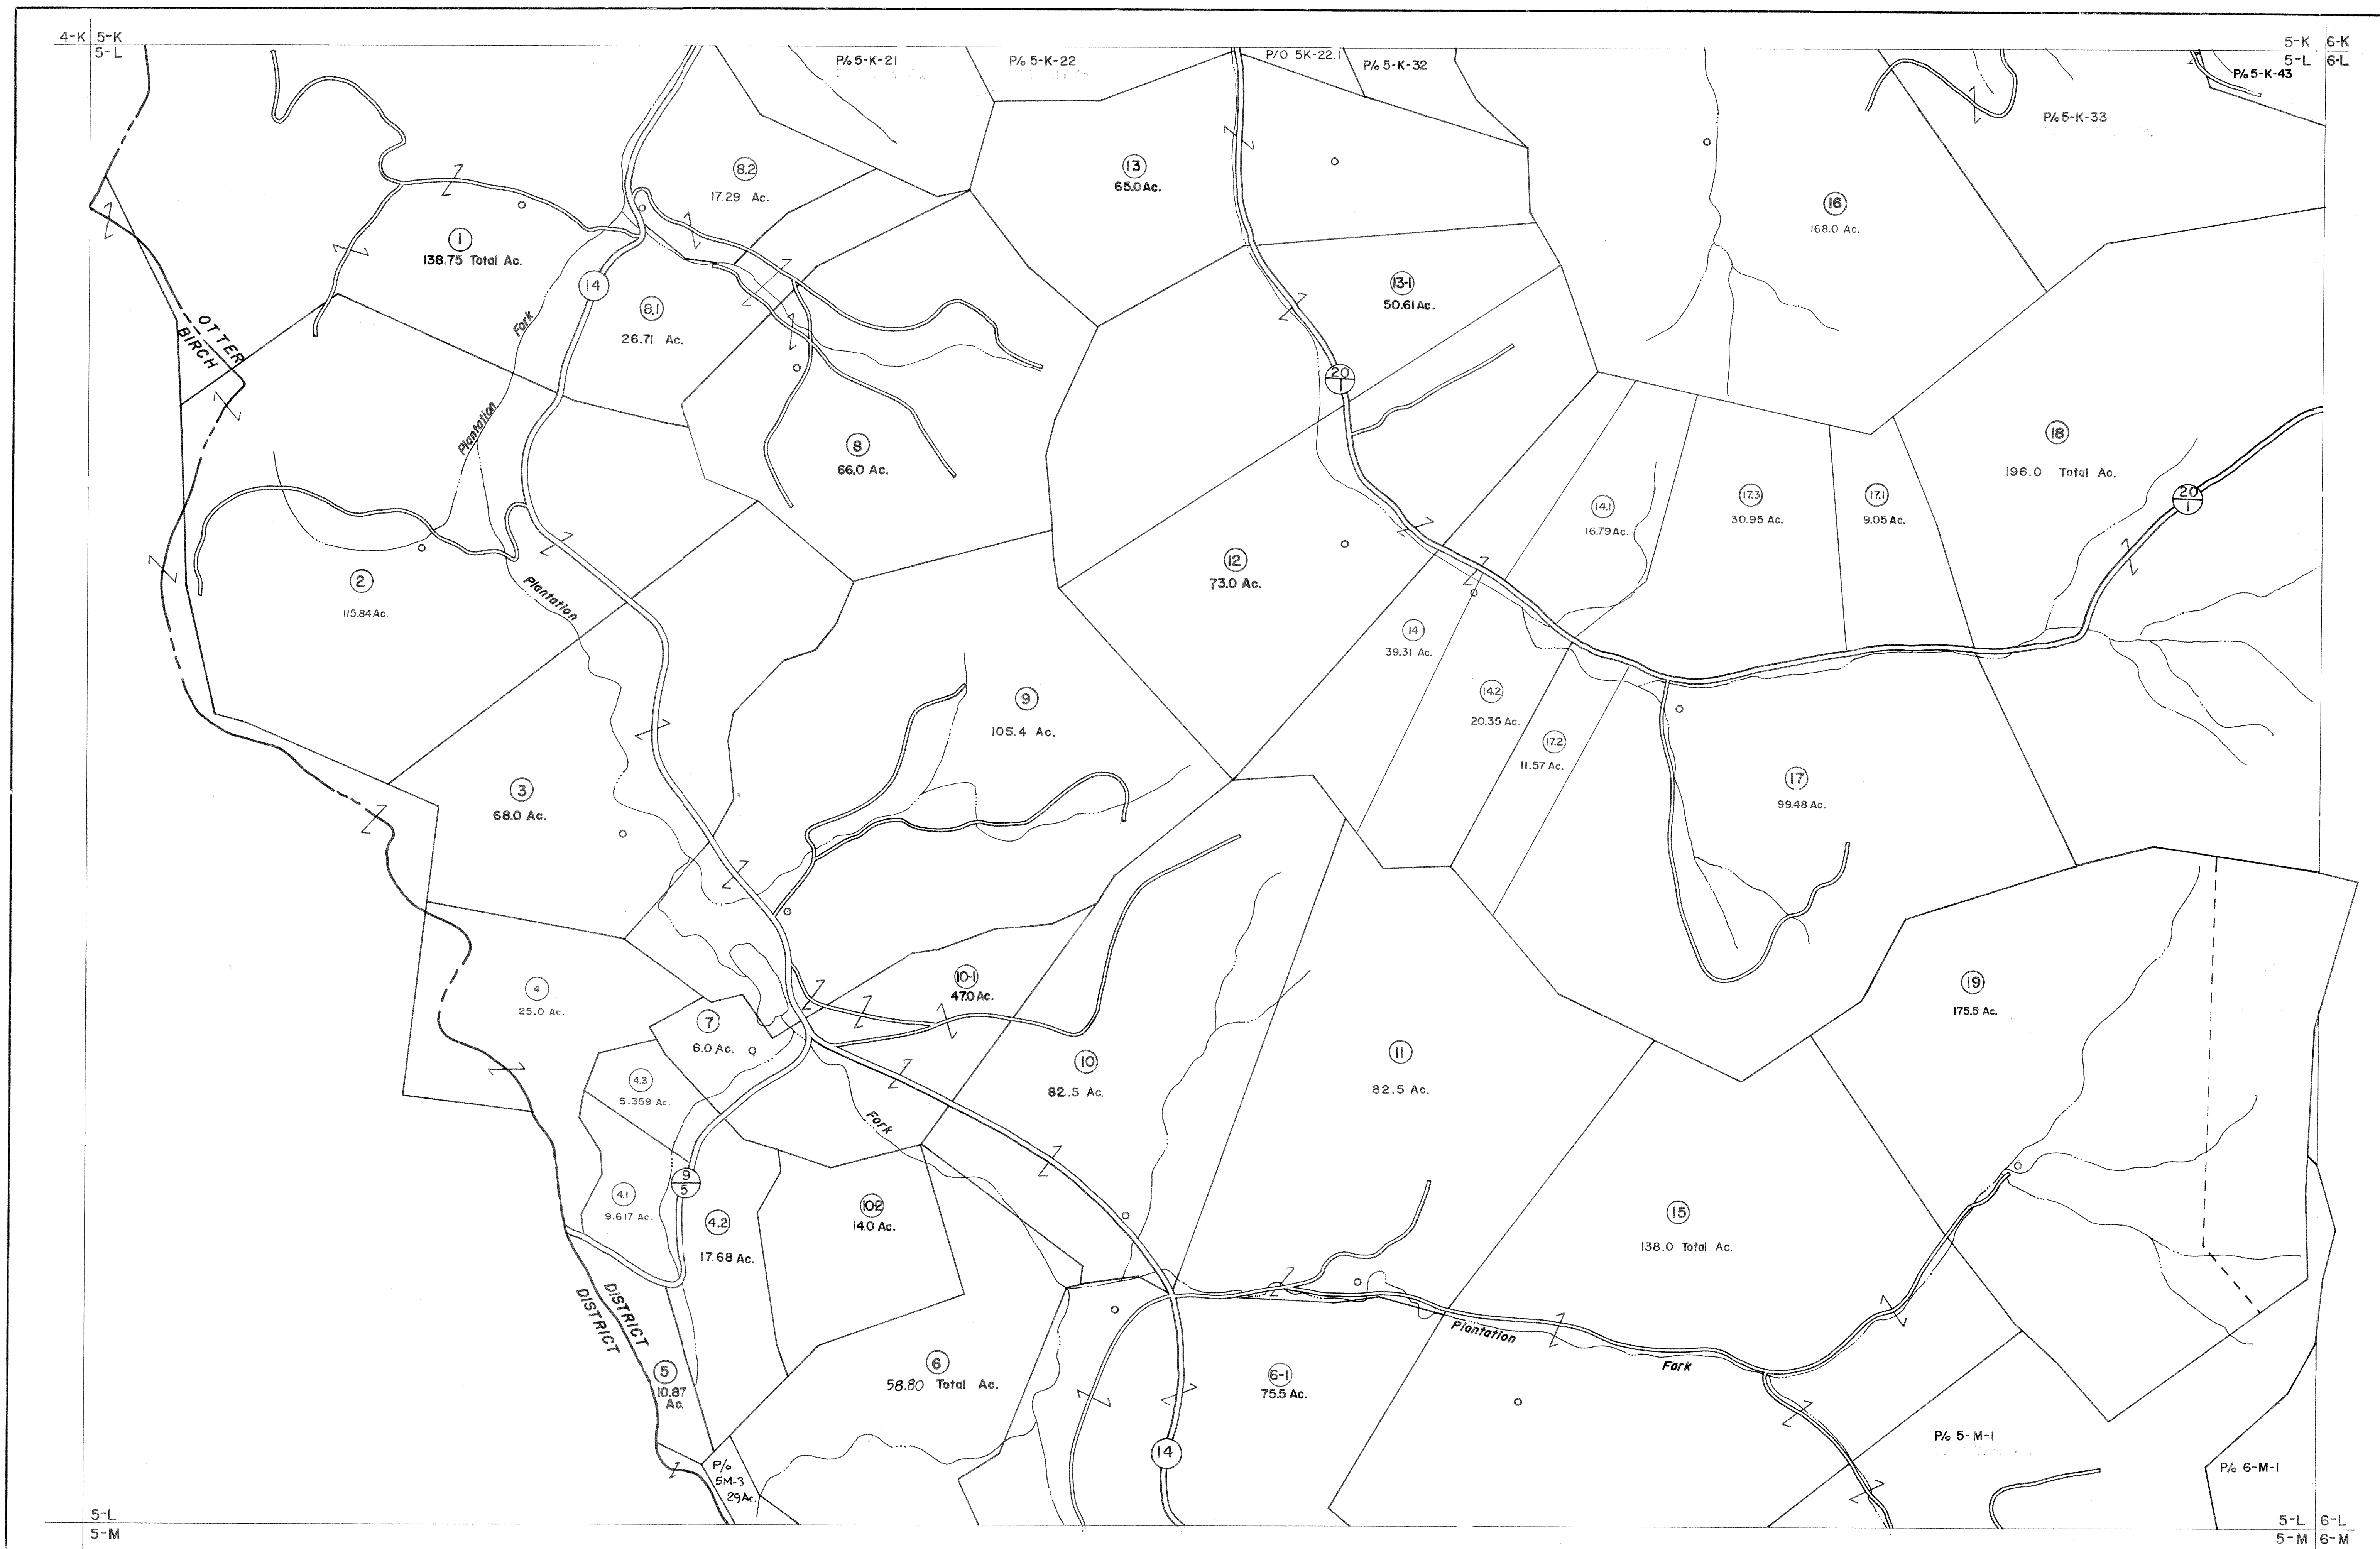 4-K 5-K
5-L
P/o 5-K-21
P/o 5-K-22
P/O 5K-22.1
P/o 5-K-32
5-K 6-K
5-L 6-L
P/o 5-K-43
P/o 5-K-33
8.2
17.29 Ac.
13
65.0 Ac.
16
168.0 Ac.
1
138.75 Total Ac.
14
8.1
26.71 Ac.
13-1
50.61 Ac.
OTTER
BIRCH
Fork
Plantation
20
1
8
66.0 Ac.
18
196.0 Total Ac.
20
1
14.1
16.79 Ac.
17.3
30.95 Ac.
17.1
9.05 Ac.
2
115.84 Ac.
Plantation
12
73.0 Ac.
14
39.31 Ac.
14.2
20.35 Ac.
9
105.4 Ac.
17.2
11.57 Ac.
17
99.48 Ac.
3
68.0 Ac.
4
25.0 Ac.
10-1
47.0 Ac.
19
175.5 Ac.
7
6.0 Ac.
10
82.5 Ac.
11
82.5 Ac.
4.3
5.359 Ac.
Fork
9
5
4.1
9.617 Ac.
4.2
17.68 Ac.
10-2
14.0 Ac.
15
138.0 Total Ac.
DISTRICT
DISTRICT
Plantation
Fork
5
10.87
Ac.
6
58.80 Total Ac.
6-1
75.5 Ac.
14
P/o 5-M-1
P/o 6-M-1
P/o
5M-3
29 Ac.
5-L
5-M
5-L 6-L
5-M 6-M